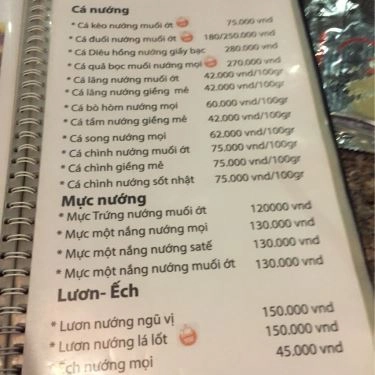 Cá nướng
* Cá kèo nướng muối ớt 75.000 vnd
* Cá đuối nướng muối ớt 180/250.000 vnd
* Cá Diêu hồng nướng giấy bạc 280.000 vnd
* Cá quả bọc muối nướng mọi 270.000 vnd
* Cá lăng nướng muối ớt 42.000 vnd/100gr
* Cá lăng nướng giềng mẻ 42.000 vnd/100gr
* Cá bò hòm nướng mọi 60.000 vnd/100gr
* Cá tầm nướng giềng mẻ 42.000 vnd/100gr
* Cá song nướng mọi 62.000 vnd/100gr
* Cá chình nướng muối ớt 75.000 vnd/100gr
* Cá chình giềng mẻ 75.000 vnd/100gr
* Cá chình nướng sốt nhật 75.000 vnd/100gr
Mực nướng
* Mực Trứng nướng muối ớt 120000 vnd
* Mực một nắng nướng mọi 130.000 vnd
* Mực một nắng nướng satế 130.000 vnd
* Mực một nắng nướng muối ớt 130.000 vnd
Lươn- Ếch
* Lươn nướng ngũ vị 150.000 vnd
* Lươn nướng lá lốt 150.000 vnd
* Ếch nướng mọi 45.000 vnd